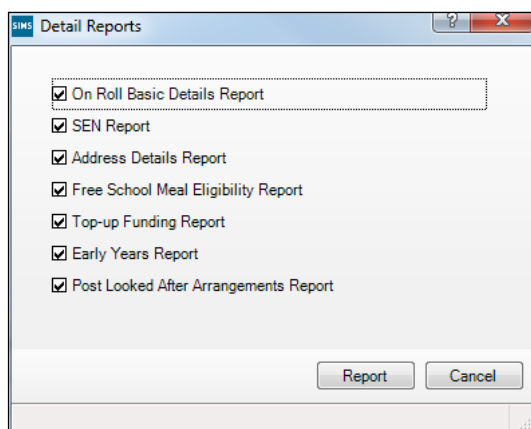 SIMS Detail Reports ? X
On Roll Basic Details Report
SEN Report
Address Details Report
Free School Meal Eligibility Report
Top-up Funding Report
Early Years Report
Post Looked After Arrangements Report
Report Cancel